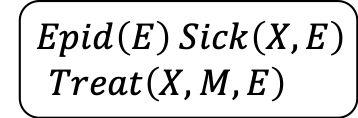 Epid(E) Sick(X, E)
Treat(X, M, E)